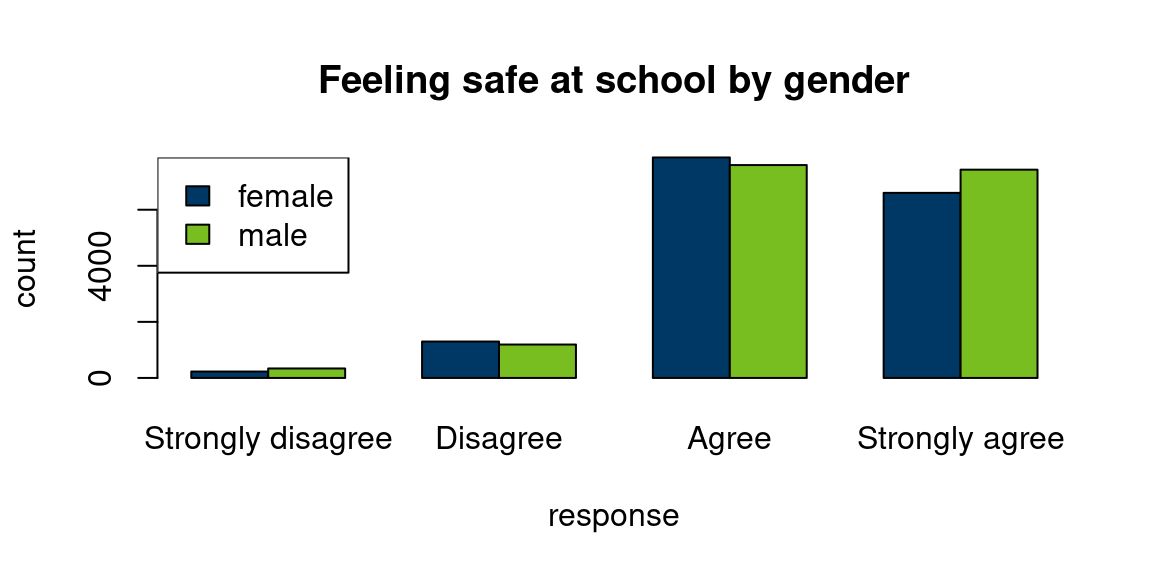 Feeling safe at school by gender
female
male
count
4000
0
Strongly disagree
Disagree
Agree
Strongly agree
response